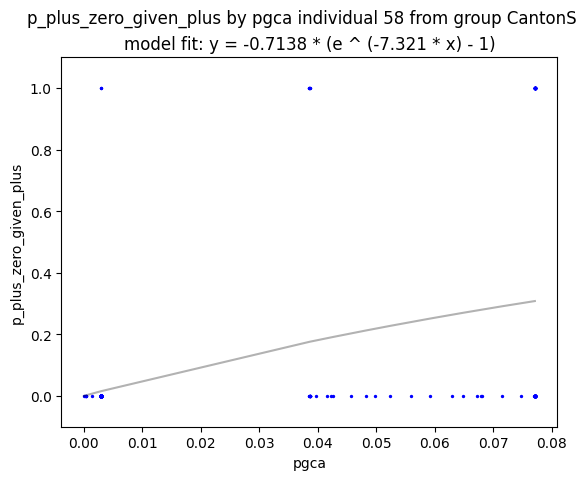 p_plus_zero_given_plus by pgca individual 58 from group CantonS
model fit: y = -0.7138 * (e ^ (-7.321 * x) - 1)
1.0
0.8
0.6
0.4
0.2
0.0
p_plus_zero_given_plus
0.00 0.01 0.02 0.03 0.04 0.05 0.06 0.07 0.08
pgca